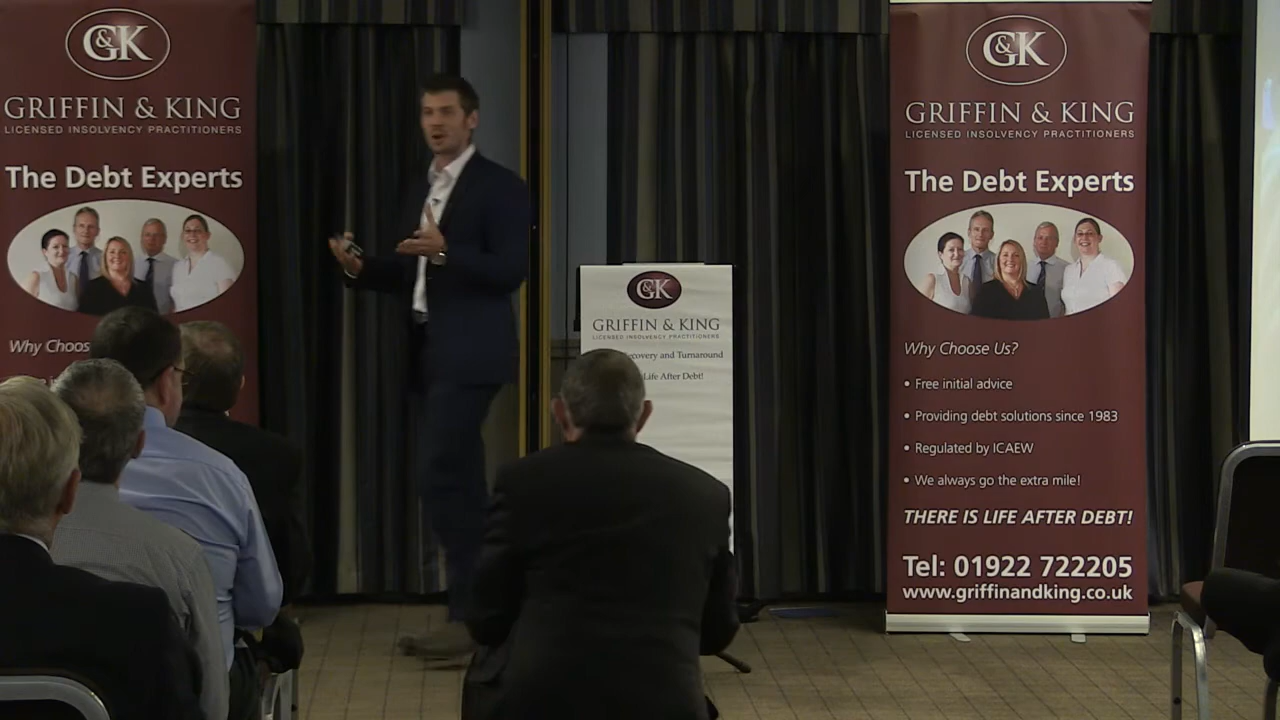 G&K
GRIFFIN & KING
LICENSED INSOLVENCY PRACTITIONERS
The Debt Experts
Why Choos
G&K
GRIFFIN & KING
LICENSED INSOLVENCY PRACTITIONERS
covery and Turnaround
Life After Debt!
G&K
GRIFFIN & KING
LICENSED INSOLVENCY PRACTITIONERS
The Debt Experts
Why Choose Us?
• Free initial advice
• Providing debt solutions since 1983
• Regulated by ICAEW
• We always go the extra mile!
THERE IS LIFE AFTER DEBT!
Tel: 01922 722205
www.griffinandking.co.uk